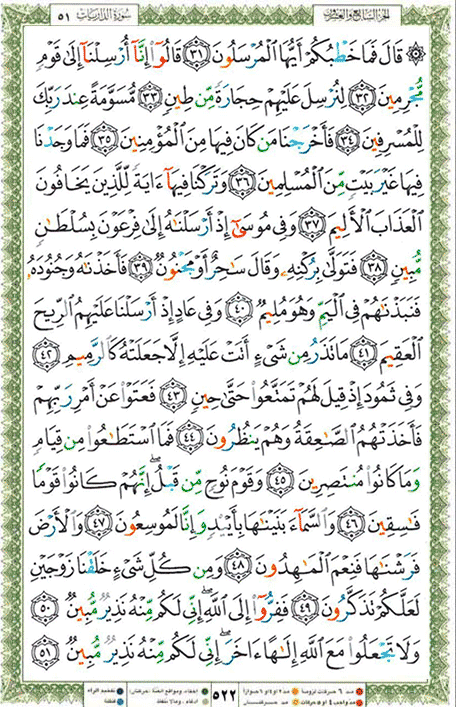 سورة الذاريات ٥١ الجزء السابع والعشرون
۞ قَالَ فَمَا خَطْبُكُمْ أَيُّهَا الْمُرْسَلُونَ ٣١ قَالُوٓا۟ إِنَّآ أُرْسِلْنَآ إِلَىٰ قَوْمٍ
مُّجْرِمِينَ ٣٢ لِنُرْسِلَ عَلَيْهِمْ حِجَارَةً مِّن طِينٍ ٣٣ مُّسَوَّمَةً عِندَ رَبِّكَ
لِلْمُسْرِفِينَ ٣٤ فَأَخْرَجْنَا مَن كَانَ فِيهَا مِنَ الْمُؤْمِنِينَ ٣٥ فَمَا وَجَدْنَا
فِيهَا غَيْرَ بَيْتٍ مِّنَ الْمُسْلِمِينَ ٣٦ وَتَرَكْنَا فِيهَآ ءَايَةً لِّلَّذِينَ يَخَافُونَ
الْعَذَابَ الْأَلِيمَ ٣٧ وَفِى مُوسَىٰٓ إِذْ أَرْسَلْنَٰهُ إِلَىٰ فِرْعَوْنَ بِسُلْطَٰنٍ
مُّبِينٍ ٣٨ فَتَوَلَّىٰ بِرُكْنِهِۦ وَقَالَ سَٰحِرٌ أَوْ مَجْنُونٌ ٣٩ فَأَخَذْنَٰهُ وَجُنُودَهُۥ
فَنَبَذْنَٰهُمْ فِى الْيَمِّ وَهُوَ مُلِيمٌ ٤٠ وَفِى عَادٍ إِذْ أَرْسَلْنَا عَلَيْهِمُ الرِّيحَ
الْعَقِيمَ ٤١ مَا تَذَرُ مِن شَىْءٍ أَتَتْ عَلَيْهِ إِلَّا جَعَلَتْهُ كَالرَّمِيمِ ٤٢
وَفِى ثَمُودَ إِذْ قِيلَ لَهُمْ تَمَتَّعُوا۟ حَتَّىٰ حِينٍ ٤٣ فَعَتَوْا۟ عَنْ أَمْرِ رَبِّهِمْ
فَأَخَذَتْهُمُ الصَّٰعِقَةُ وَهُمْ يَنظُرُونَ ٤٤ فَمَا اسْتَطَٰعُوا۟ مِن قِيَامٍ
وَمَا كَانُوا۟ مُنتَصِرِينَ ٤٥ وَقَوْمَ نُوحٍ مِّن قَبْلُ ۖ إِنَّهُمْ كَانُوا۟ قَوْمًا
فَٰسِقِينَ ٤٦ وَالسَّمَآءَ بَنَيْنَٰهَا بِأَيْي۟دٍ وَإِنَّا لَمُوسِعُونَ ٤٧ وَالْأَرْضَ
فَرَشْنَٰهَا فَنِعْمَ الْمَٰهِدُونَ ٤٨ وَمِن كُلِّ شَىْءٍ خَلَقْنَا زَوْجَيْنِ
لَعَلَّكُمْ تَذَكَّرُونَ ٤٩ فَفِرُّوٓا۟ إِلَى اللَّهِ ۖ إِنِّى لَكُم مِّنْهُ نَذِيرٌ مُّبِينٌ ٥٠
وَلَا تَجْعَلُوا۟ مَعَ اللَّهِ إِلَٰهًا ءَاخَرَ ۖ إِنِّى لَكُم مِّنْهُ نَذِيرٌ مُّبِينٌ ٥١
٥٢٢